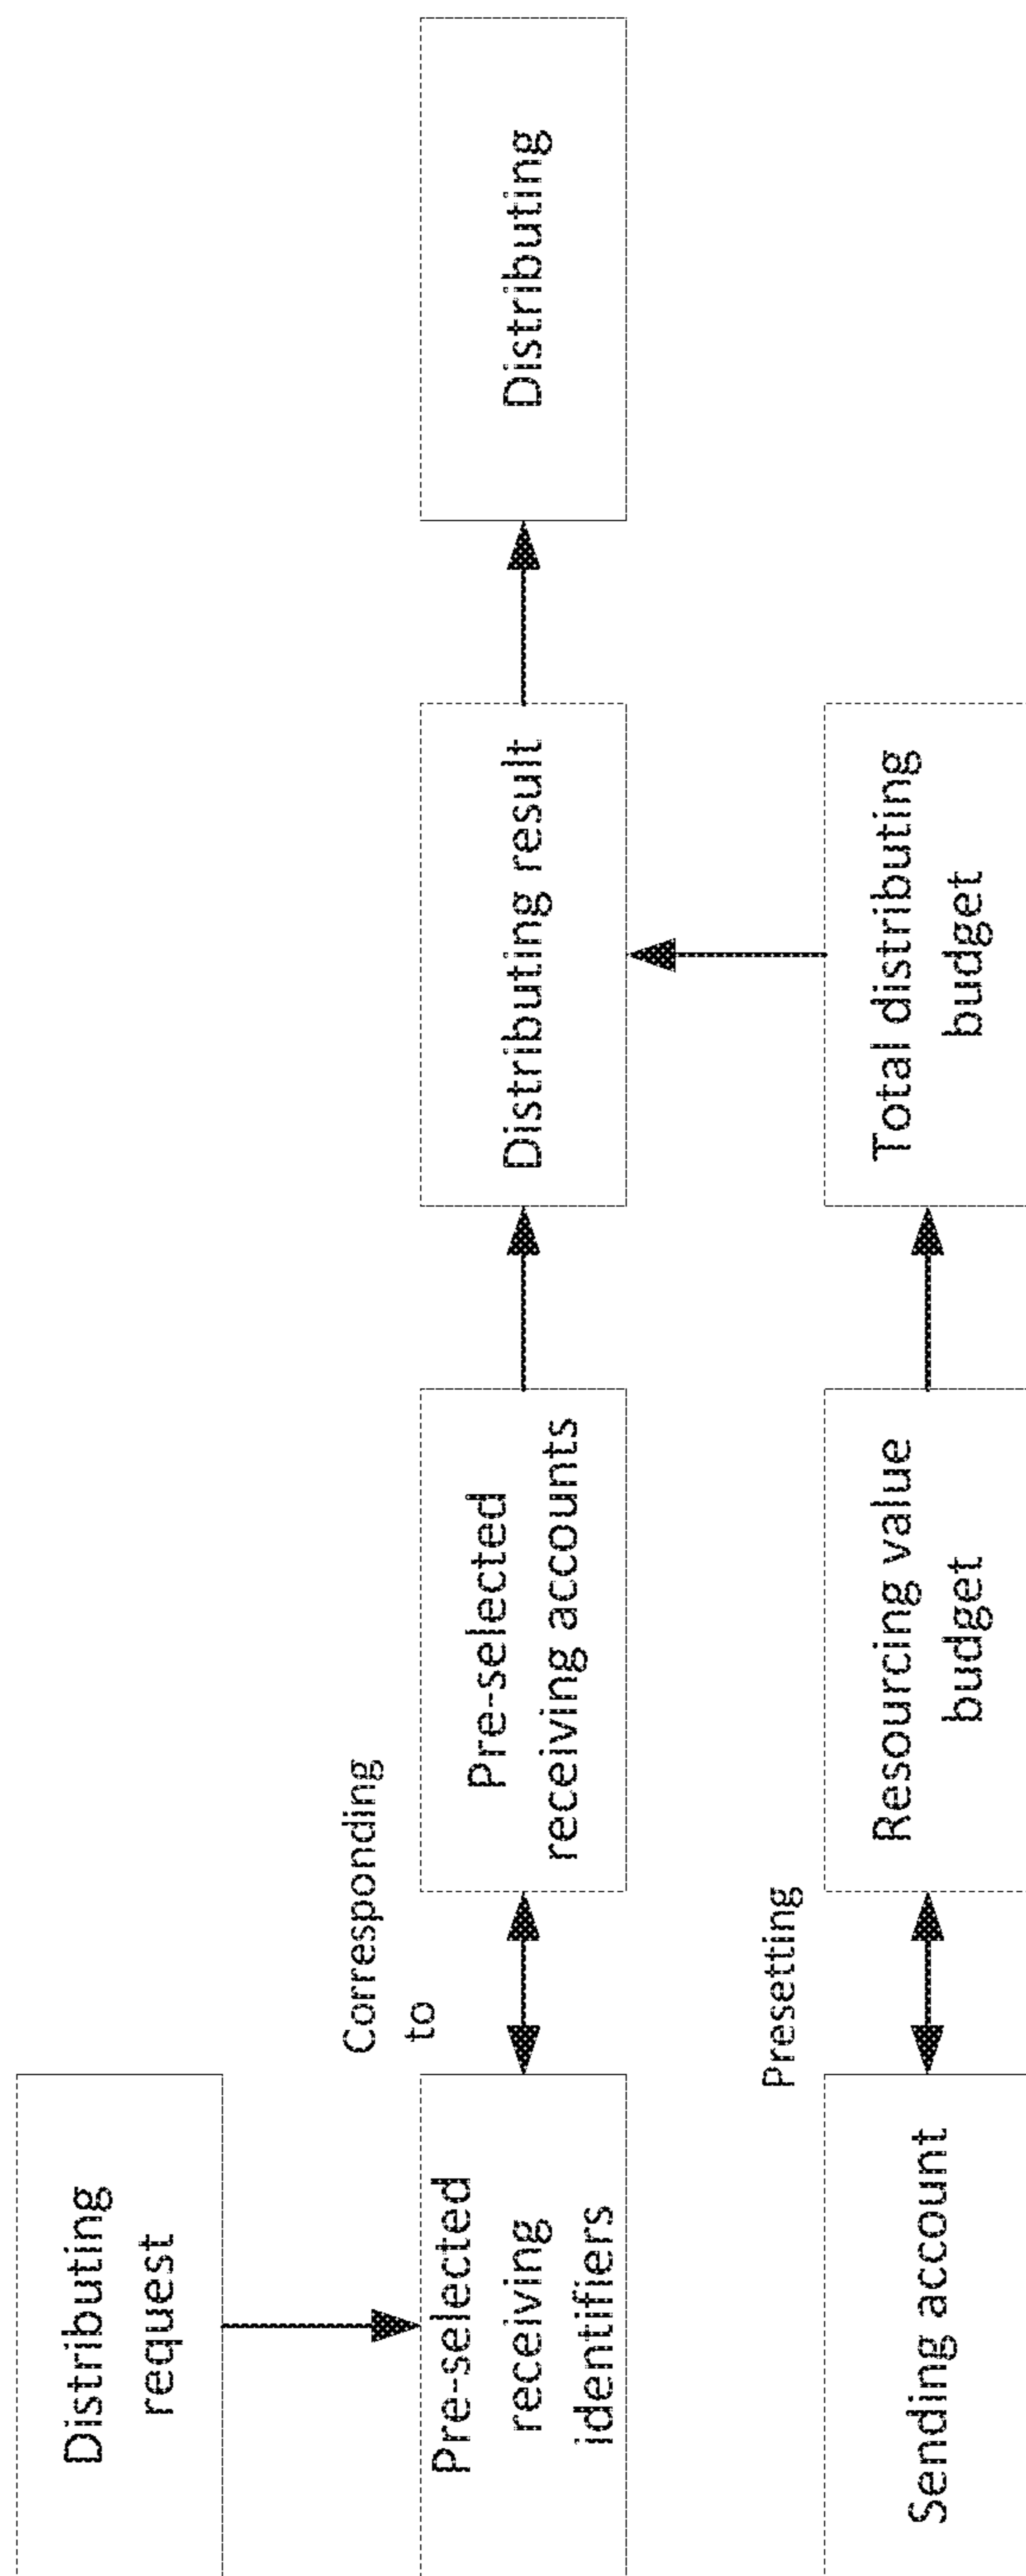 Distributing
request
Corresponding
to
Pre-selected
receiving
identifiers
Pre-selected
receiving accounts
Distributing result
Distributing
Presetting
Sending account
Resourcing value
budget
Total distributing
budget